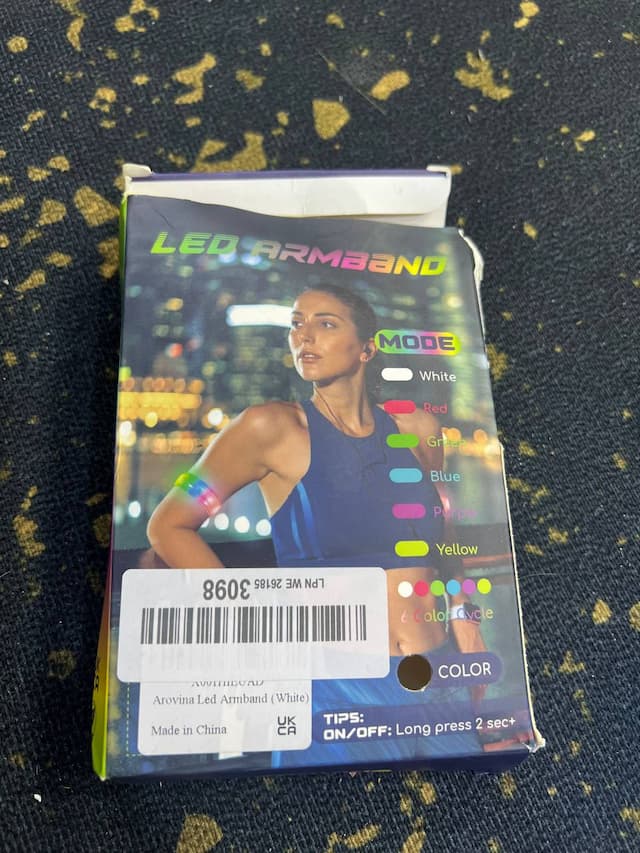 LED ARMBAND
MODE
White
Red
Green
Blue
Purple
Yellow
6 Color Cycle
COLOR
LPN WE 26185 3098
Arovina Led Armband (White)
Made in China
UK
CA
TIPS:
ON/OFF: Long press 2 sec+